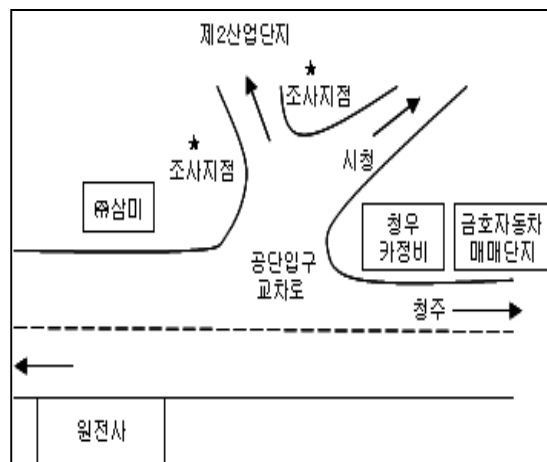 제2산업단지
★
조사지점
★
조사지점
시청
㈜삼미
청우
카정비
금호자동차
매매단지
공단입구
교차로
청주
원전사